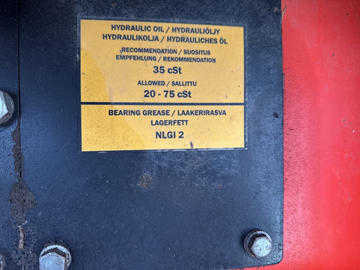 HYDRAULIC OIL / HYDRAULIÖLJY
HYDRAULIKOLJA / HYDRAULICHES ÖL
RECOMMENDATION / SUOSITUS
EMPFEHLUNG / REKOMMENDATION
35 cSt
ALLOWED / SALLITTU
20 - 75 cSt
BEARING GREASE / LAAKERIRASVA
LAGERFETT
NLGI 2